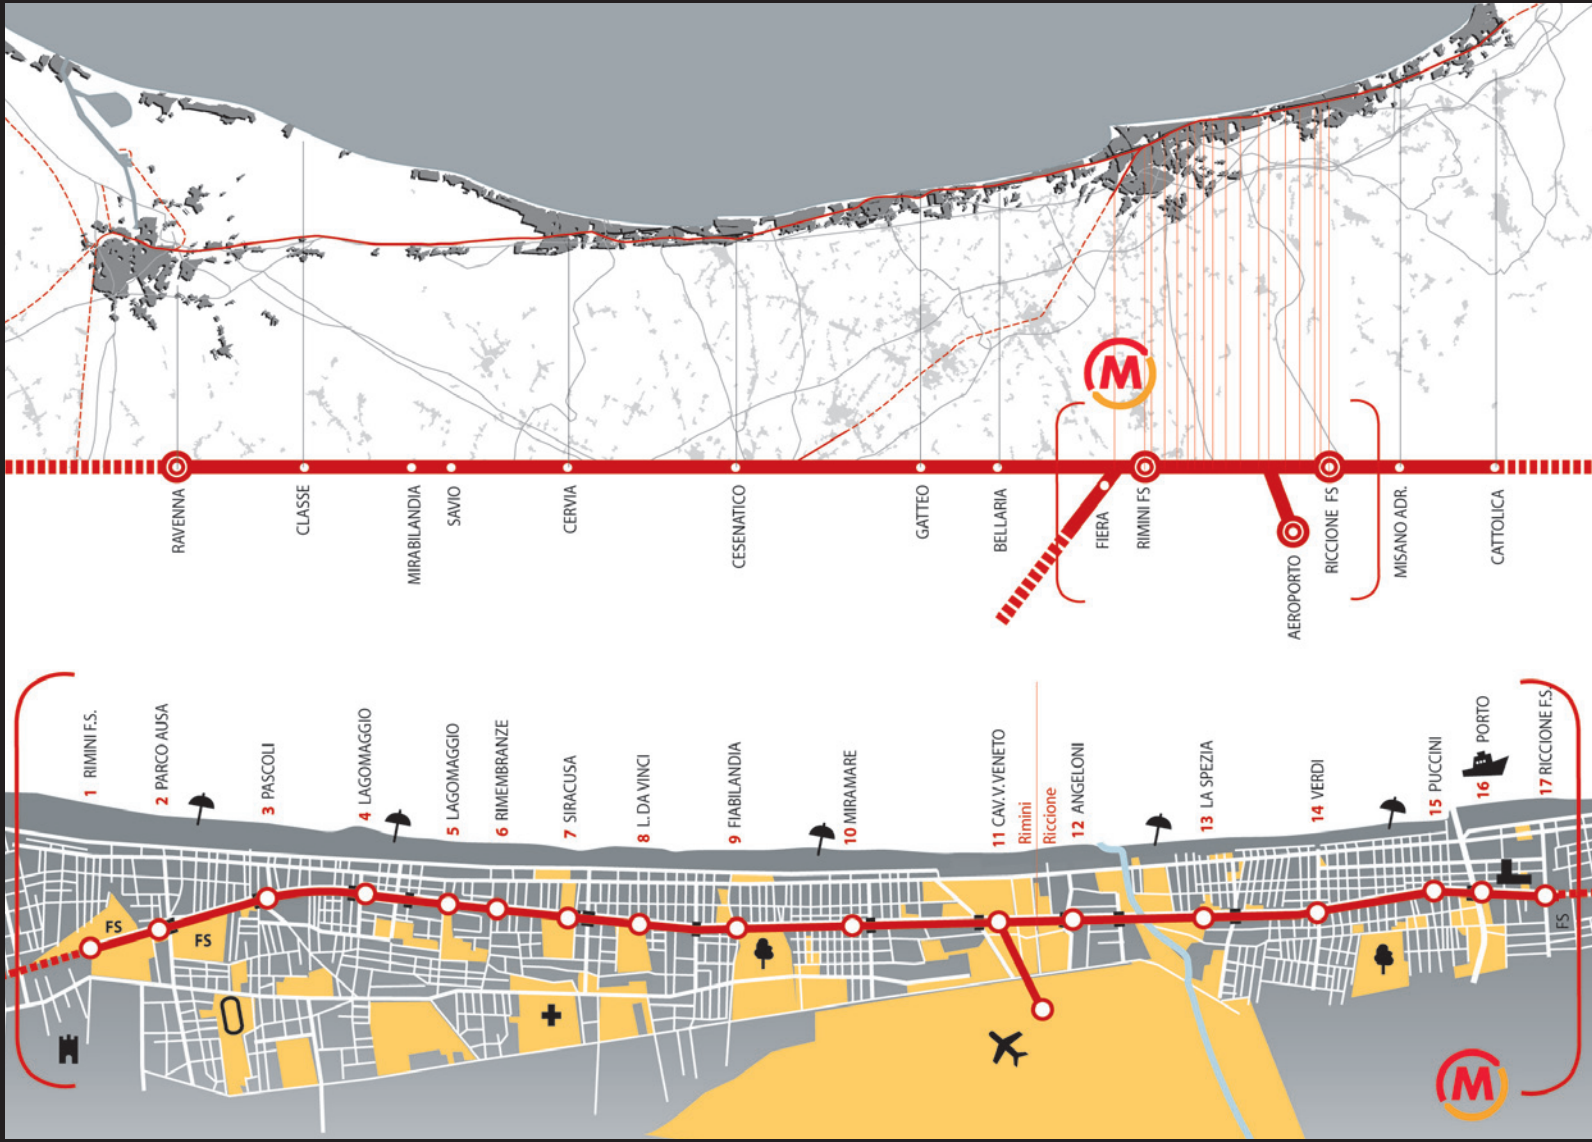 M
RAVENNA
CLASSE
MIRABILANDIA
SAVIO
CERVIA
CESENATICO
GATTEO
BELLARIA
FIERA
RIMINI FS
AEROPORTO
RICCIONE FS
MISANO ADR.
CATTOLICA
1 RIMINI F.S.
2 PARCO AUSA
3 PASCOLI
4 LAGOMAGGIO
5 LAGOMAGGIO
6 RIMEMBRANZE
7 SIRACUSA
8 L. DA VINCI
9 FIABILANDIA
10 MIRAMARE
11 CAV. V. VENETO
Rimini
Riccione
12 ANGELONI
13 LA SPEZIA
14 VERDI
15 PUCCINI
16 PORTO
17 RICCIONE F.S.
FS
FS
FS
M